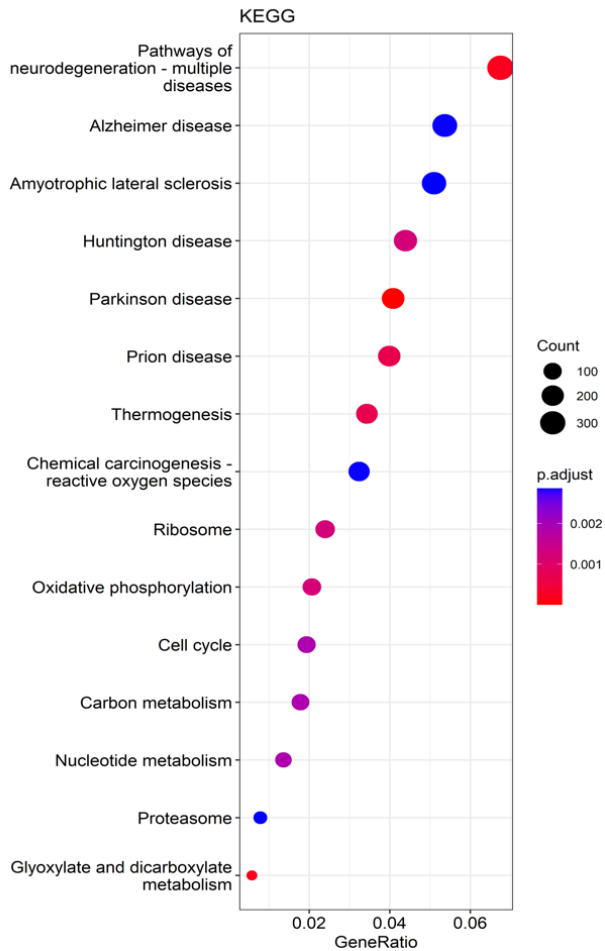 KEGG
Pathways of
neurodegeneration - multiple
diseases
Alzheimer disease
Amyotrophic lateral sclerosis
Huntington disease
Parkinson disease
Prion disease
Thermogenesis
Chemical carcinogenesis -
reactive oxygen species
Ribosome
Oxidative phosphorylation
Cell cycle
Carbon metabolism
Nucleotide metabolism
Proteasome
Glyoxylate and dicarboxylate
metabolism
0.02 0.04 0.06
GeneRatio
Count
100
200
300
p.adjust
0.002
0.001